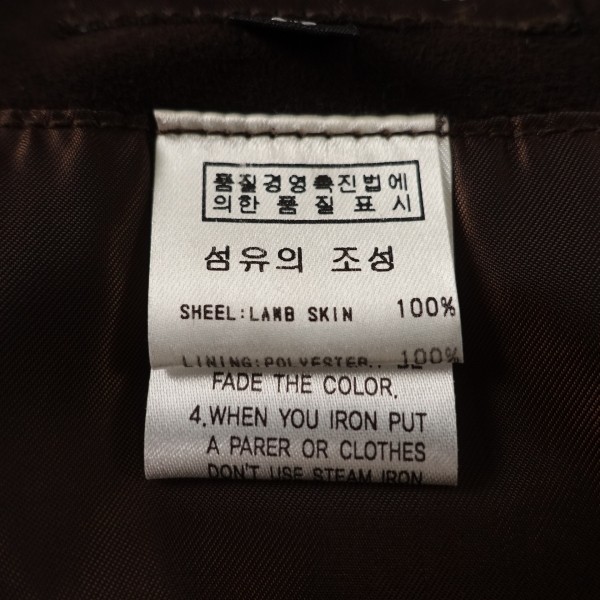 품질경영촉진법에
의한 품질 표시
섬유의 조성
SHEEL:LAMB SKIN 100%
LINING:POLYESTER.. 100%
FADE THE COLOR.
4.WHEN YOU IRON PUT
A PARER OR CLOTHES
DON'T USE STEAM IRON